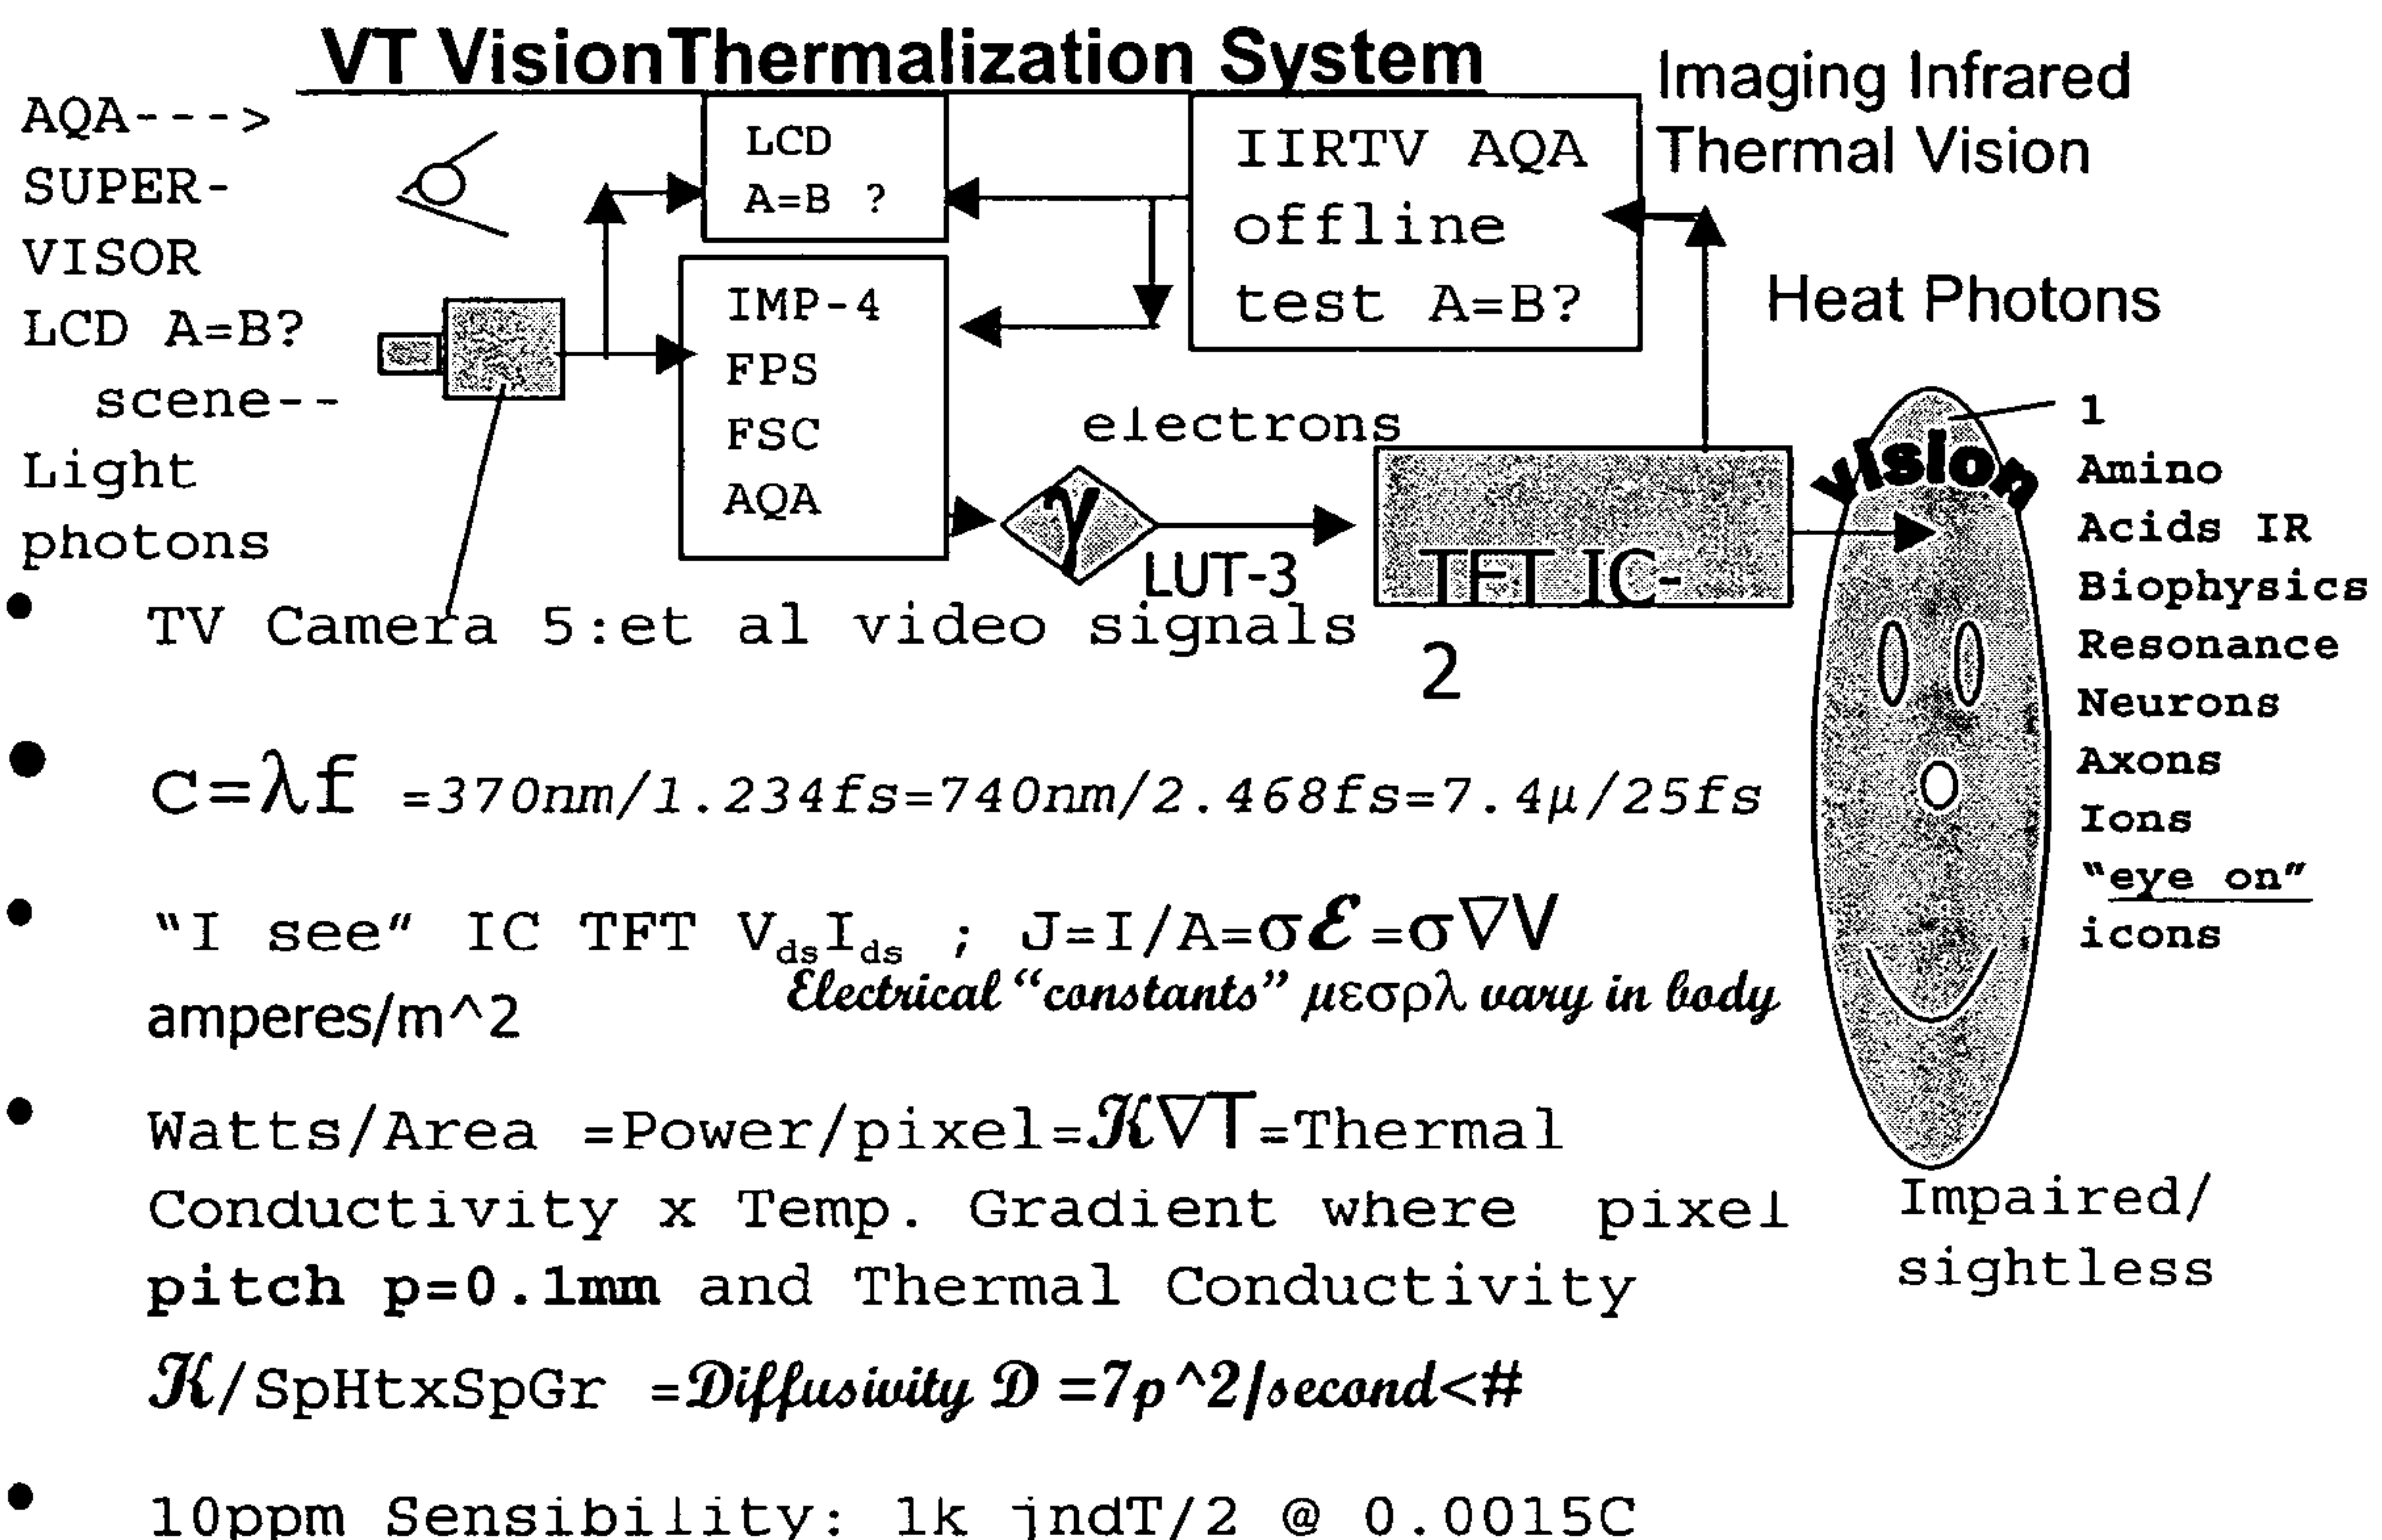 VT VisionThermalization System
AQA--->
SUPER-
VISOR
LCD A=B?
scene--
Light
photons
LCD
A=B ?
IIRTV AQA
offline
test A=B?
Imaging Infrared
Thermal Vision
Heat Photons
IMP-4
FPS
FSC
AQA
electrons
γ
LUT-3
TFT IC-
2
vision
1
Amino
Acids IR
Biophysics
Resonance
Neurons
Axons
Ions
“eye on”
icons
Impaired/
sightless
• TV Camera 5:et al video signals
• c=λf =370nm/1.234fs=740nm/2.468fs=7.4μ/25fs
• “I see” IC TFT VdsIds ; J=I/A=σℰ=σ∇V
Electrical “constants” μεσρλ vary in body
amperes/m^2
• Watts/Area =Power/pixel=𝒦∇T=Thermal
Conductivity x Temp. Gradient where pixel
pitch p=0.1mm and Thermal Conductivity
𝒦/SpHtxSpGr =Diffusivity 𝒟 =7p^2/second<#
• 10ppm Sensibility: 1k jndT/2 @ 0.0015C